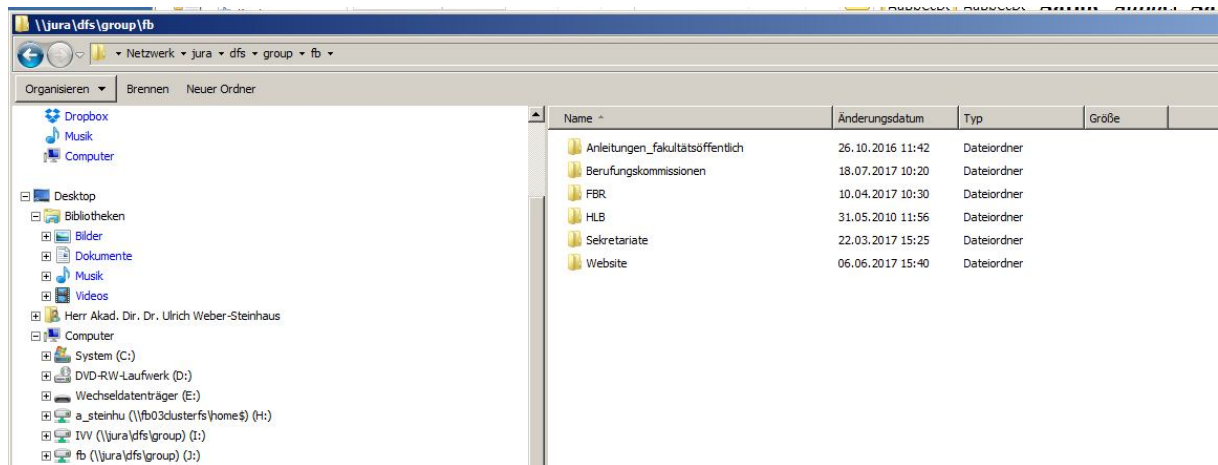 \\jura\dfs\group\fb
Netzwerk jura dfs group fb
Organisieren Brennen Neuer Ordner
Dropbox
Musik
Computer
Desktop
Bibliotheken
Bilder
Dokumente
Musik
Videos
Herr Akad. Dir. Dr. Ulrich Weber-Steinhaus
Computer
System (C:)
DVD-RW-Laufwerk (D:)
Wechseldatenträger (E:)
a_steinhu (\\fb03clusterfs\home$) (H:)
IVV (\\jura\dfs\group) (I:)
fb (\\jura\dfs\group) (J:)
Name Änderungsdatum Typ Größe
Anleitungen_fakultätsöffentlich 26.10.2016 11:42 Dateiordner
Berufungskommissionen 18.07.2017 10:20 Dateiordner
FBR 10.04.2017 10:30 Dateiordner
HLB 31.05.2010 11:56 Dateiordner
Sekretariate 22.03.2017 15:25 Dateiordner
Website 06.06.2017 15:40 Dateiordner